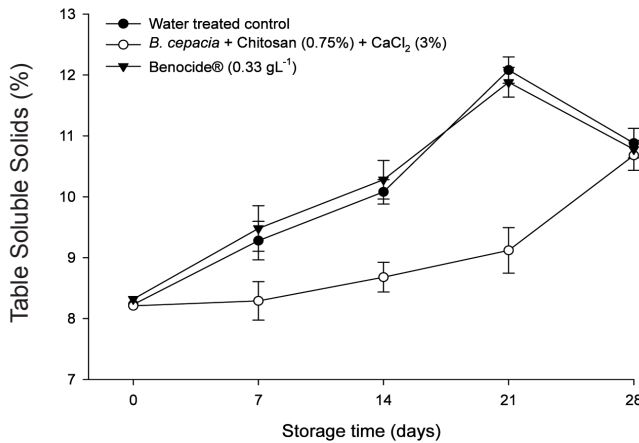 13
12
11
10
9
8
7
Table Soluble Solids (%)
Water treated control
B. cepacia + Chitosan (0.75%) + CaCl2 (3%)
Benocide® (0.33 gL-1)
0 7 14 21 28
Storage time (days)